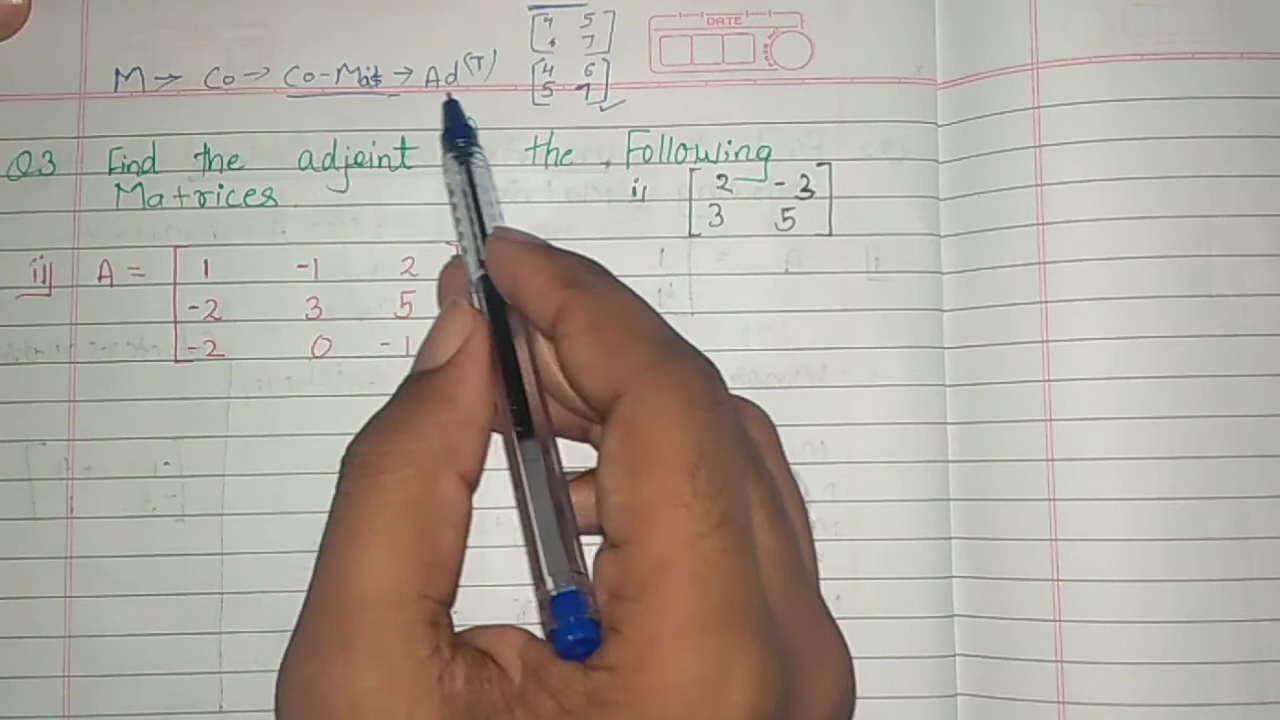 DATE
[4 5
6 7]
M → Co → Co-Mat → Ad(T)
[4 6
5 7] ✓
Q3 Find the adjoint the Following
Matrices i) [2 -3
3 5]
ii) A = [1 -1 2
-2 3 5
-2 0 -1